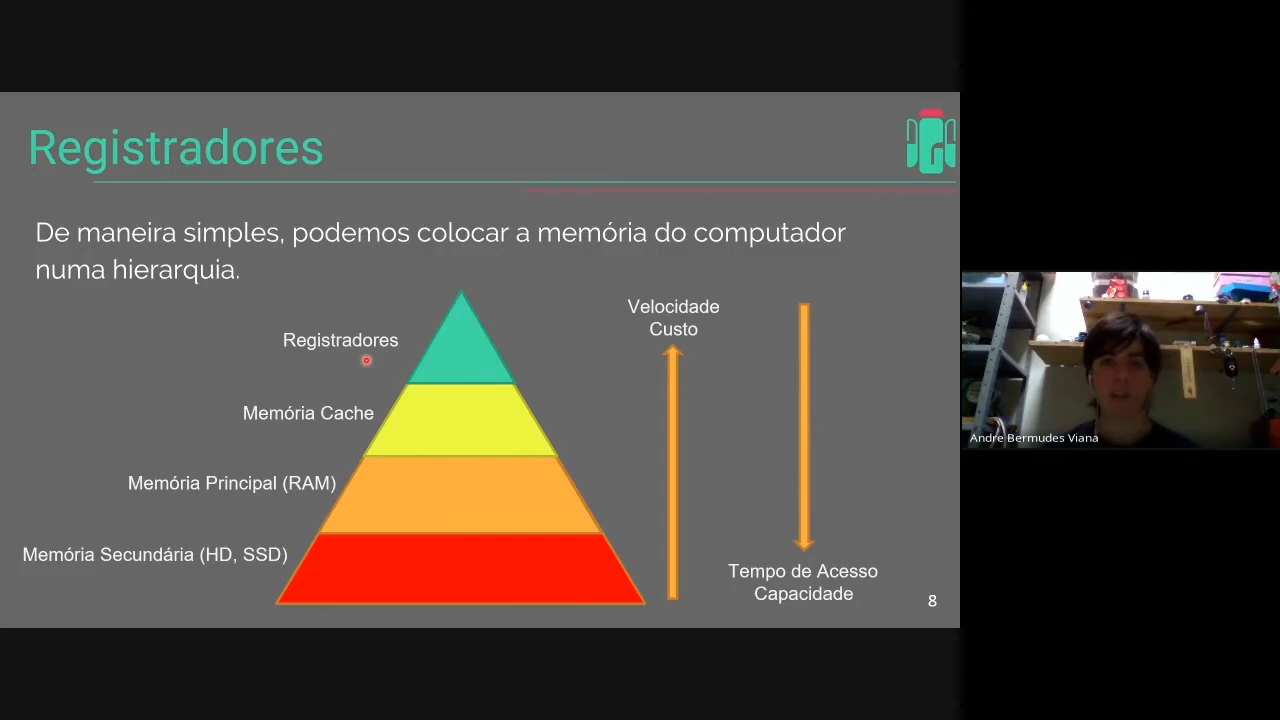 Registradores
De maneira simples, podemos colocar a memória do computador
numa hierarquia.
Registradores
Memória Cache
Memória Principal (RAM)
Memória Secundária (HD, SSD)
Velocidade
Custo
Tempo de Acesso
Capacidade
8
Andre Bermudes Viana